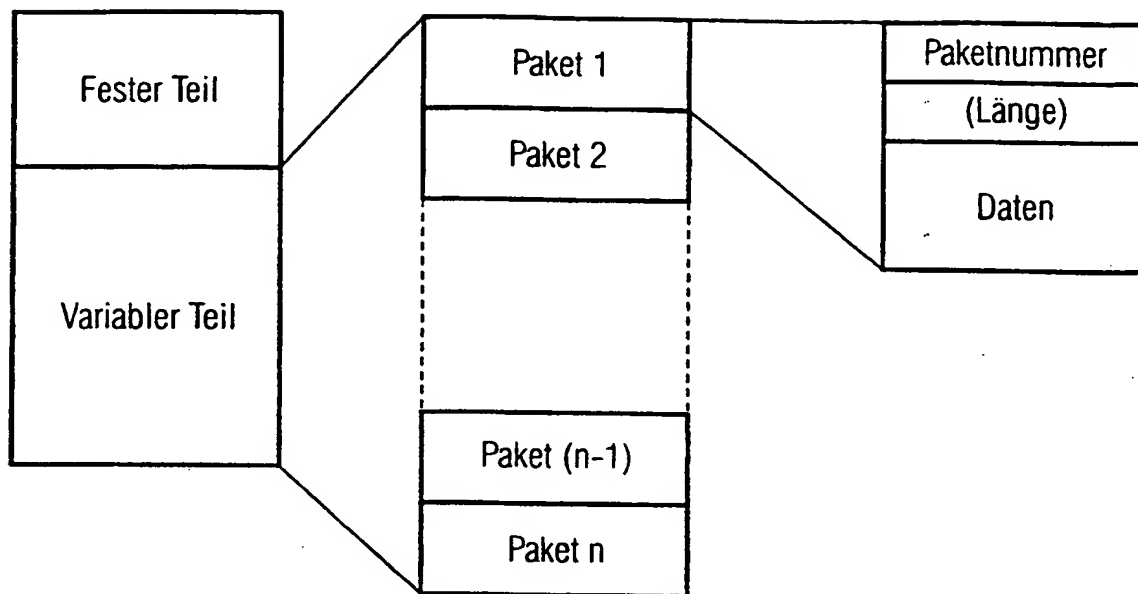 Fester Teil
Variabler Teil
Paket 1
Paket 2
Paket (n-1)
Paket n
Paketnummer
(Länge)
Daten